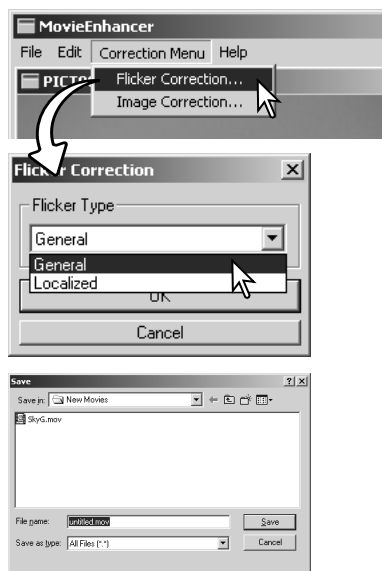 MovieEnhancer
File Edit Correction Menu Help
Flicker Correction...
Image Correction...
Flicker Correction
Flicker Type
General
General
Localized
OK
Cancel
Save
Save in: New Movies
SkyG.mov
File name: untitled.mov Save
Save as type: All Files (*.*) Cancel